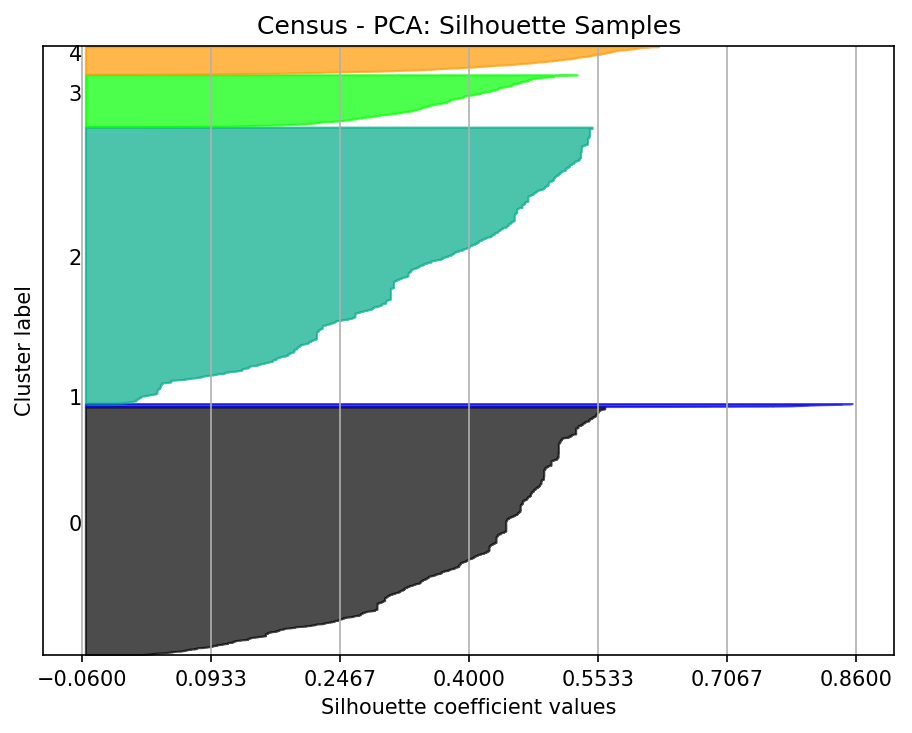 Census - PCA: Silhouette Samples
4
3
2
1
0
Cluster label
−0.0600 0.0933 0.2467 0.4000 0.5533 0.7067 0.8600
Silhouette coefficient values